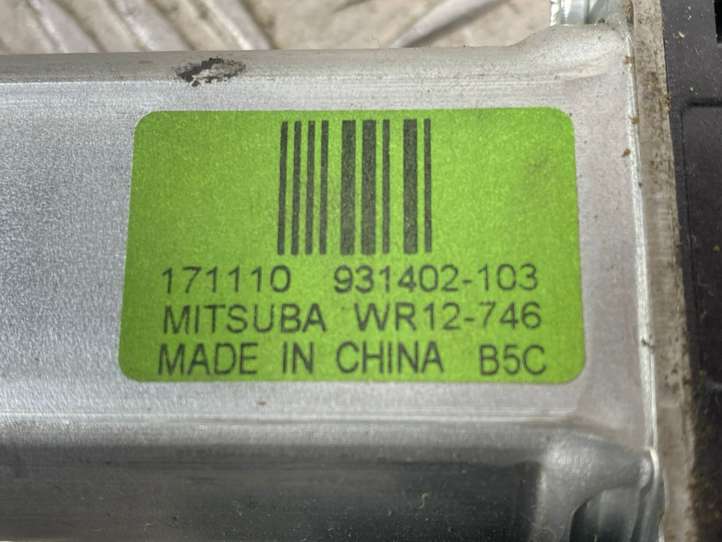 171110 931402-103
MITSUBA WR12-746
MADE IN CHINA B5C